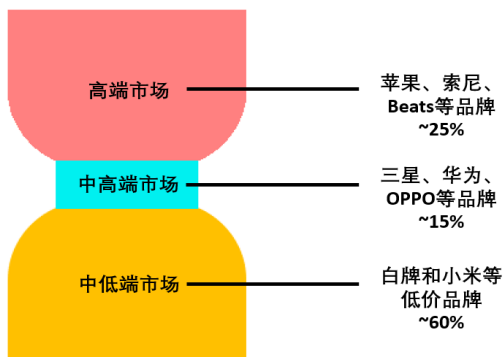 高端市场
苹果、索尼、
Beats等品牌
~25%
中高端市场
三星、华为、
OPPO等品牌
~15%
中低端市场
白牌和小米等
低价品牌
~60%